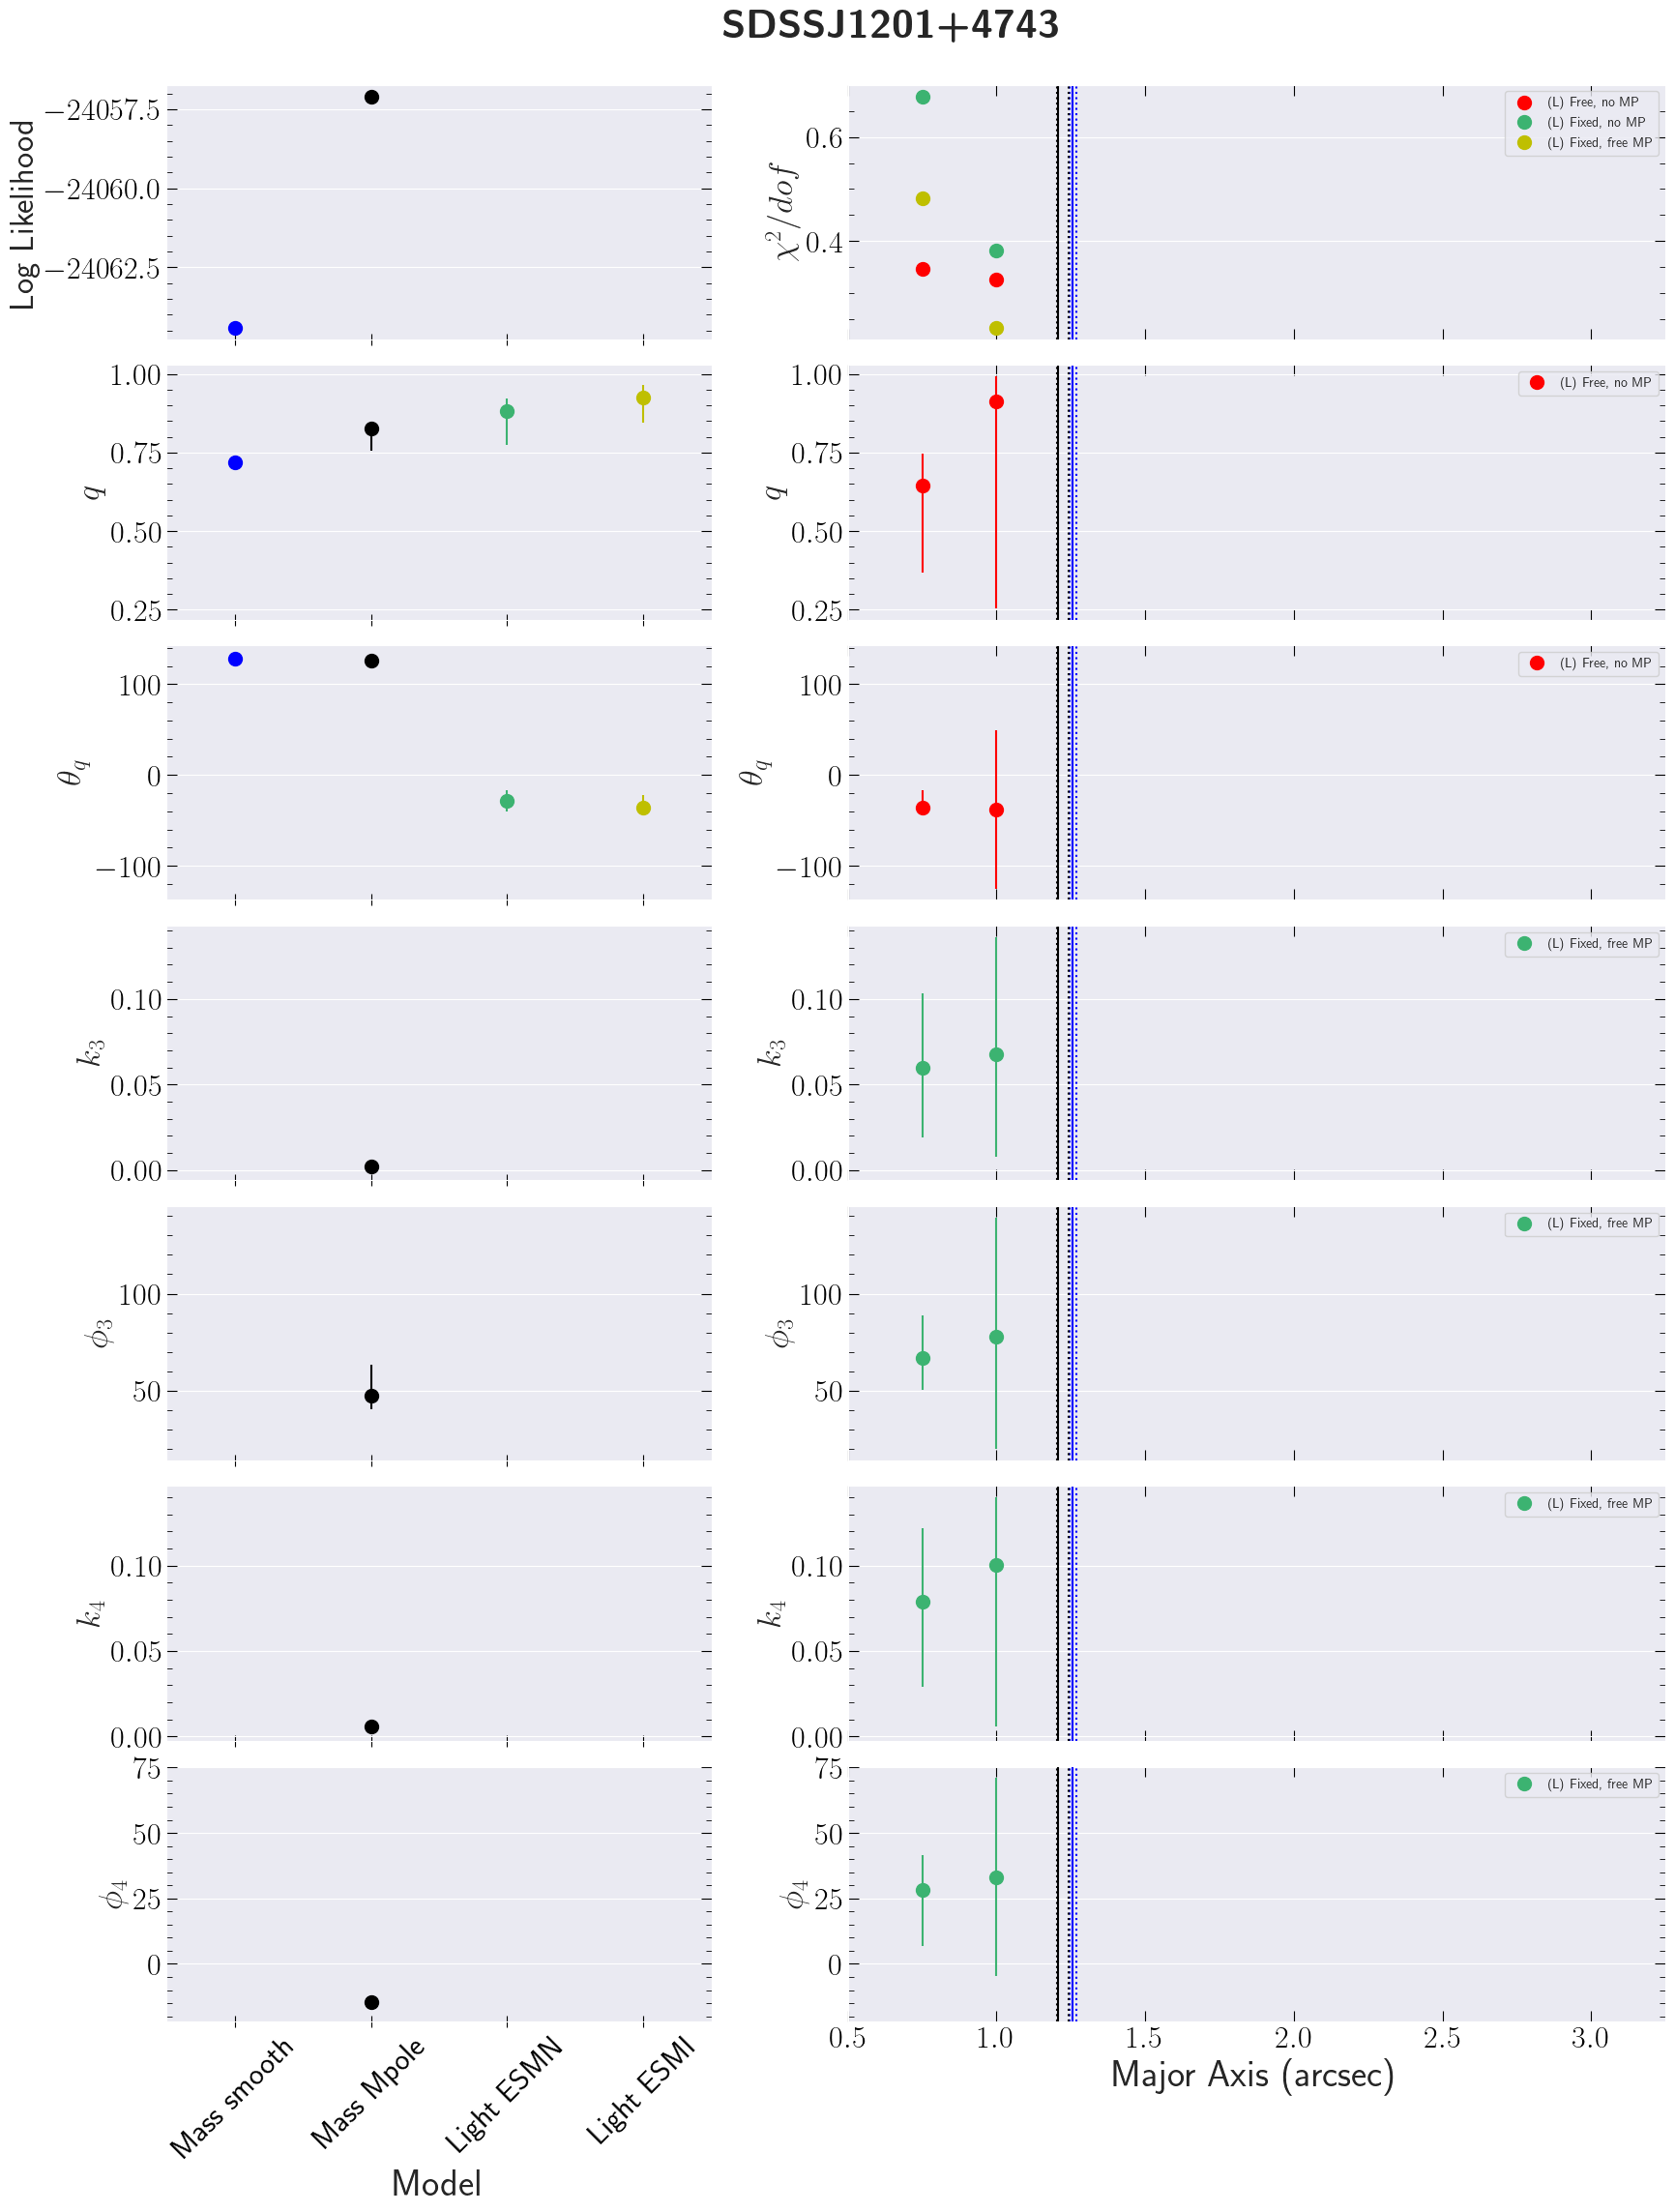 SDSSJ1201+4743
−24057.5
−24060.0
−24062.5
Log Likelihood
0.6
0.4
χ²/dof
(L) Free, no MP
(L) Fixed, no MP
(L) Fixed, free MP
1.00
0.75
0.50
0.25
q
1.00
0.75
0.50
0.25
q
(L) Free, no MP
100
0
−100
θq
100
0
−100
θq
(L) Free, no MP
0.10
0.05
0.00
k₃
0.10
0.05
0.00
k₃
(L) Fixed, free MP
100
50
ϕ₃
100
50
ϕ₃
(L) Fixed, free MP
0.10
0.05
0.00
k₄
0.10
0.05
0.00
k₄
(L) Fixed, free MP
75
50
25
0
ϕ₄
75
50
25
0
ϕ₄
(L) Fixed, free MP
Mass smooth
Mass Mpole
Light ESMN
Light ESMI
Model
0.5
1.0
1.5
2.0
2.5
3.0
Major Axis (arcsec)